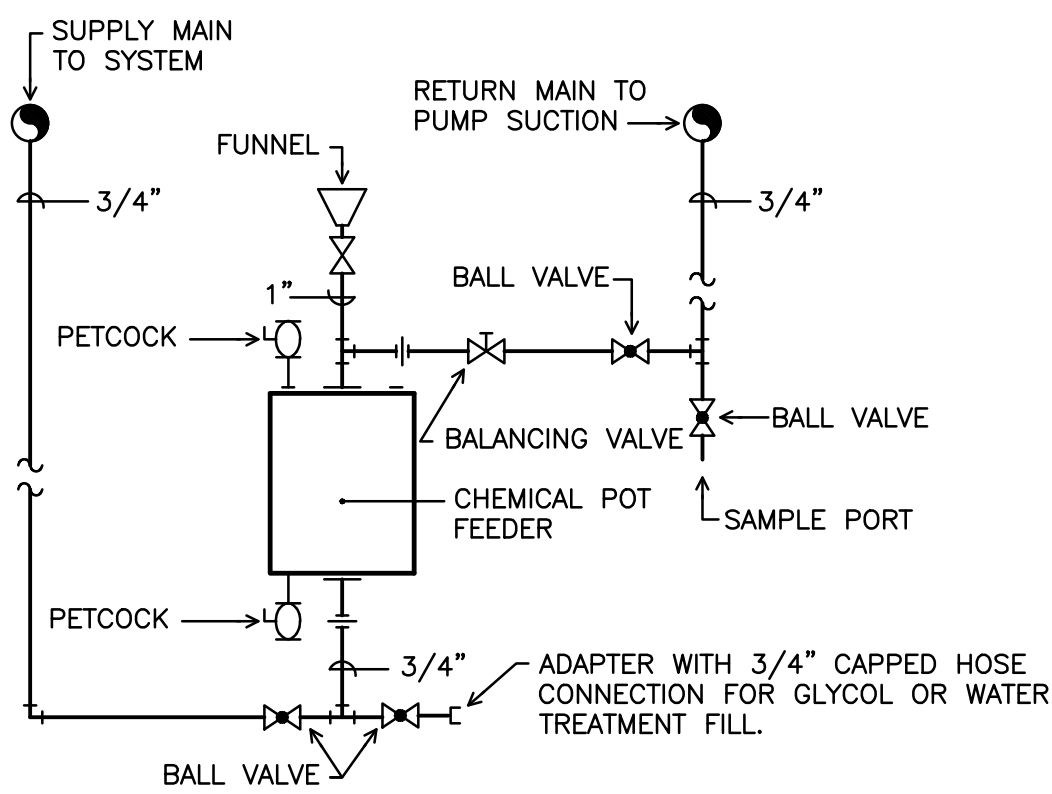 SUPPLY MAIN
TO SYSTEM
RETURN MAIN TO
PUMP SUCTION
FUNNEL
3/4”
3/4”
BALL VALVE
1”
PETCOCK
BALL VALVE
BALANCING VALVE
CHEMICAL POT
FEEDER
SAMPLE PORT
PETCOCK
3/4”
ADAPTER WITH 3/4” CAPPED HOSE
CONNECTION FOR GLYCOL OR WATER
TREATMENT FILL.
BALL VALVE